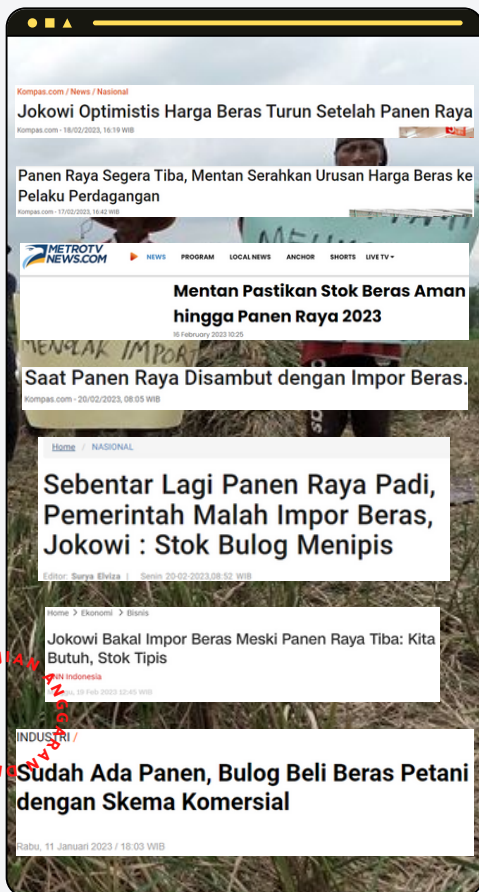 Kompas.com / News / Nasional
Jokowi Optimistis Harga Beras Turun Setelah Panen Raya
Kompas.com - 18/02/2023, 16:19 WIB
Panen Raya Segera Tiba, Mentan Serahkan Urusan Harga Beras ke
Pelaku Perdagangan
Kompas.com - 17/02/2023, 16:42 WIB
METROTV
NEWS.COM
NEWS PROGRAM LOCAL NEWS ANCHOR SHORTS LIVE TV
Mentan Pastikan Stok Beras Aman
hingga Panen Raya 2023
16 February 2023 10:25
MENOLAK IMPORT
Saat Panen Raya Disambut dengan Impor Beras.
Kompas.com - 20/02/2023, 08:05 WIB
Home / NASIONAL
Sebentar Lagi Panen Raya Padi,
Pemerintah Malah Impor Beras,
Jokowi : Stok Bulog Menipis
Editor: Surya Elviza | Senin 20-02-2023,08:52 WIB
Home > Ekonomi > Bisnis
Jokowi Bakal Impor Beras Meski Panen Raya Tiba: Kita
Butuh, Stok Tipis
CNN Indonesia
ANGGARAN
INDUSTRI /
Sudah Ada Panen, Bulog Beli Beras Petani
dengan Skema Komersial
Rabu, 11 Januari 2023 / 18:03 WIB